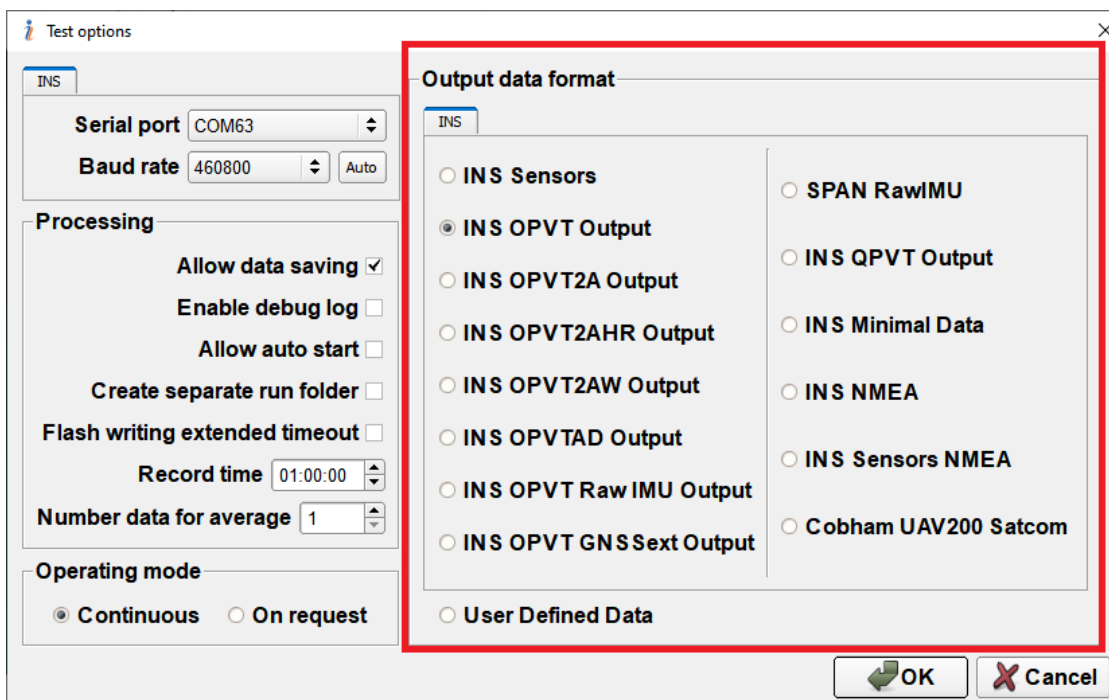 Test options
INS
Serial port COM63
Baud rate 460800 Auto
Processing
Allow data saving
Enable debug log
Allow auto start
Create separate run folder
Flash writing extended timeout
Record time 01:00:00
Number data for average 1
Operating mode
Continuous On request
Output data format
INS
INS Sensors
INS OPVT Output
INS OPVT2A Output
INS OPVT2AHR Output
INS OPVT2AW Output
INS OPVTAD Output
INS OPVT Raw IMU Output
INS OPVT GNSSext Output
SPAN RawIMU
INS QPVT Output
INS Minimal Data
INS NMEA
INS Sensors NMEA
Cobham UAV200 Satcom
User Defined Data
OK Cancel